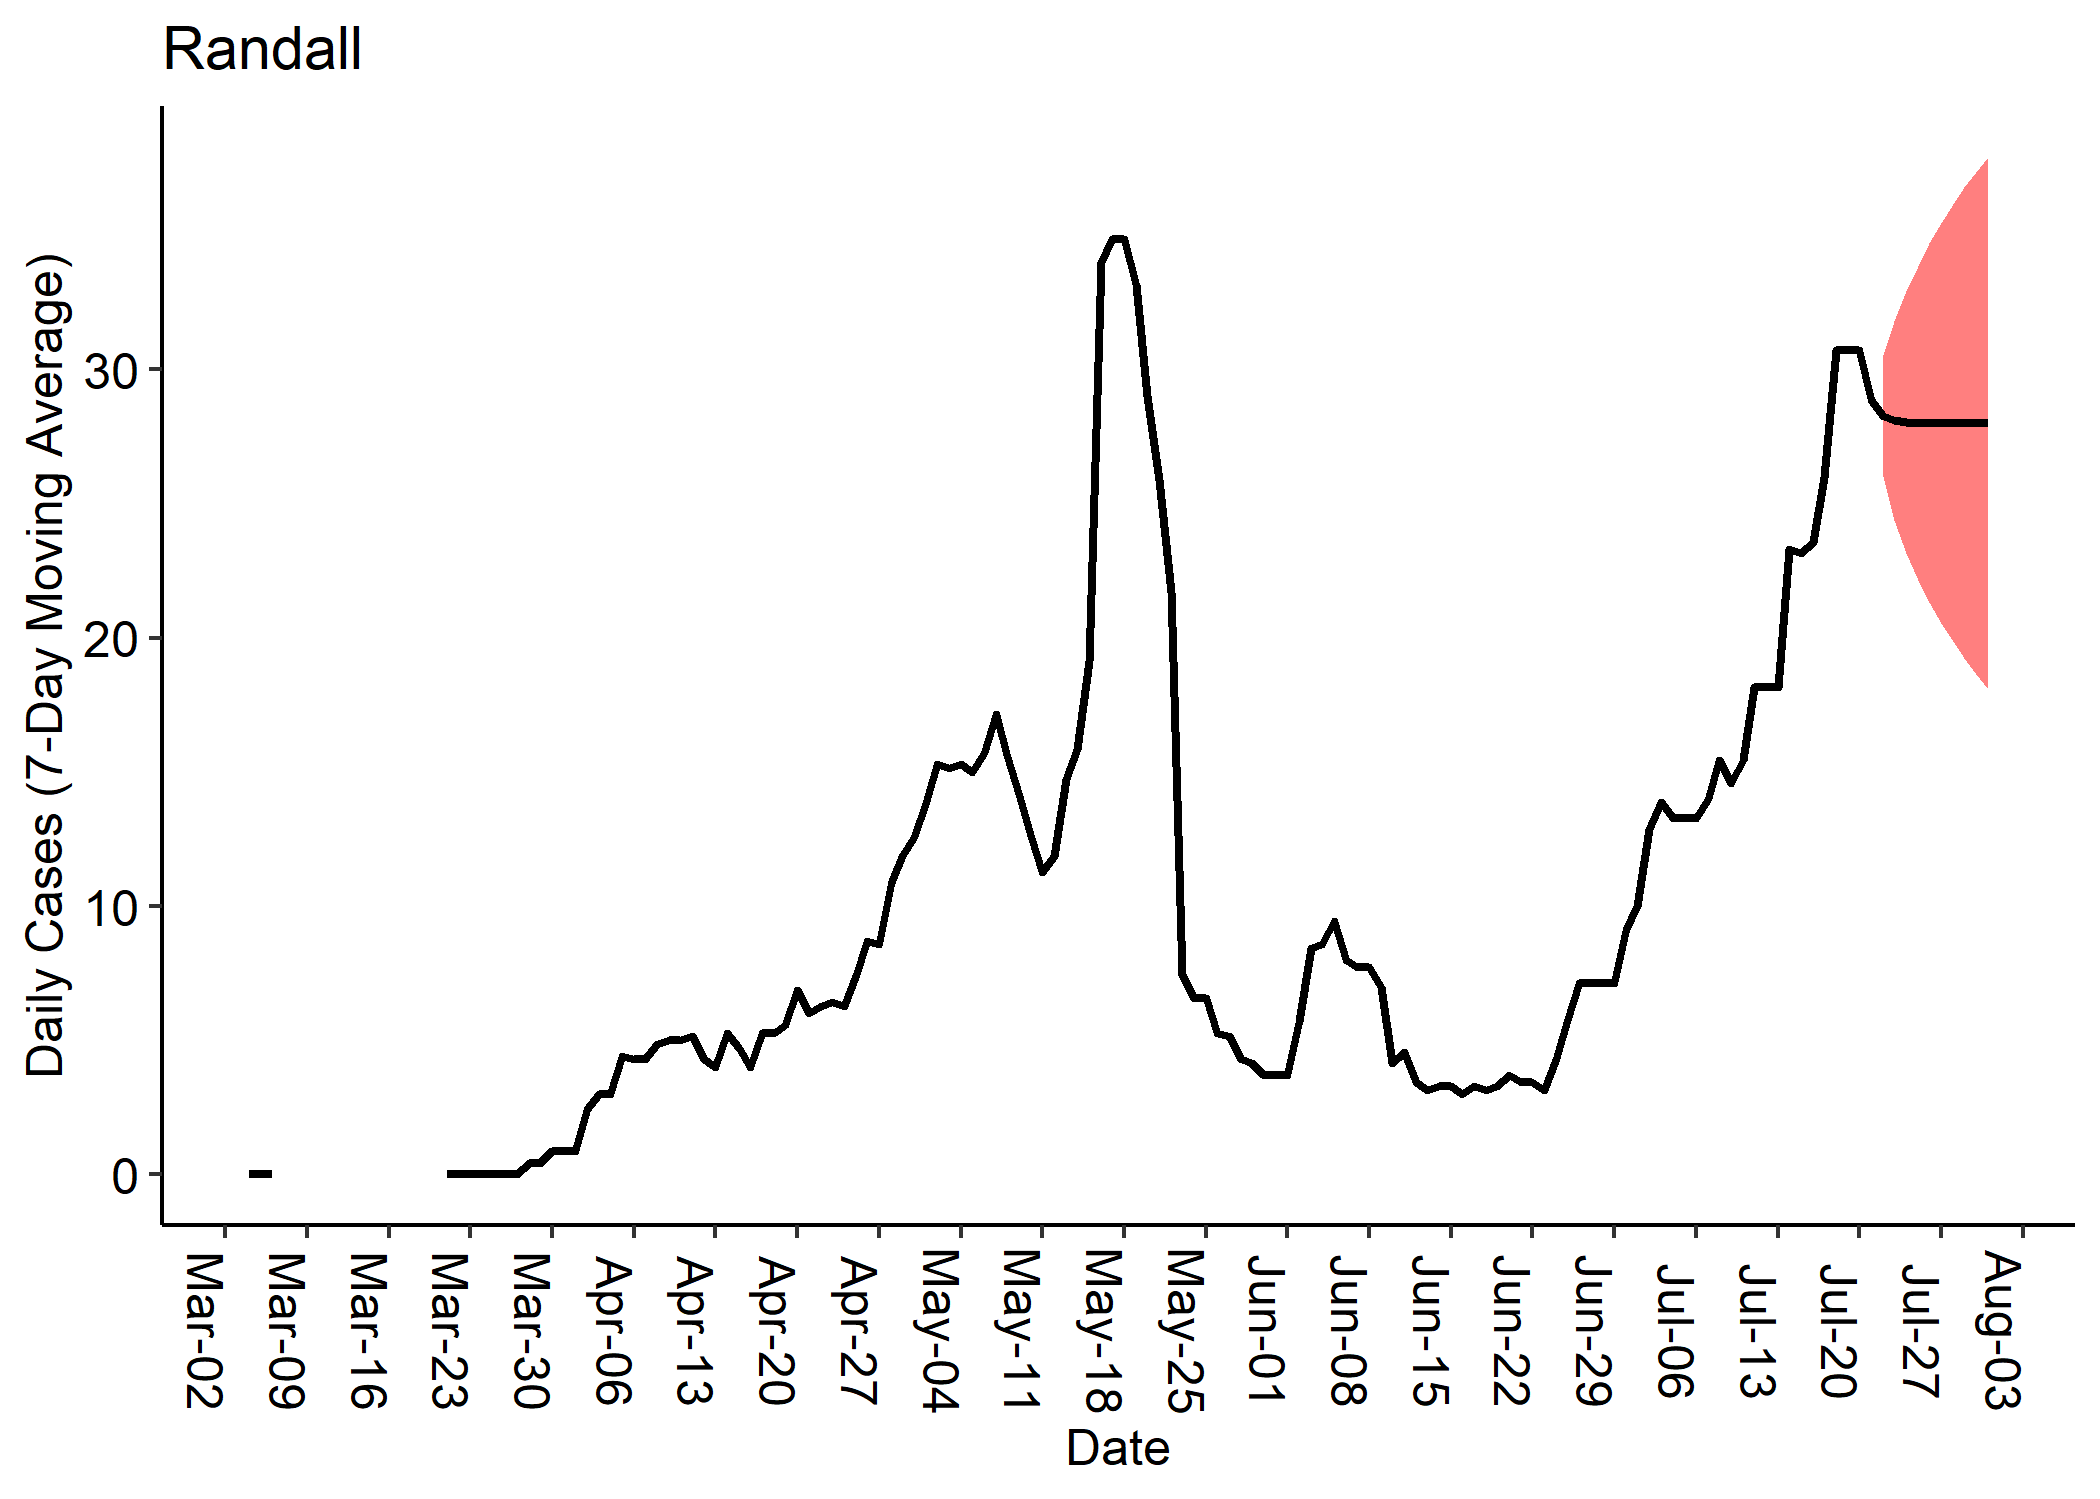 Randall
Daily Cases (7-Day Moving Average)
30
20
10
0
Mar-02
Mar-09
Mar-16
Mar-23
Mar-30
Apr-06
Apr-13
Apr-20
Apr-27
May-04
May-11
May-18
May-25
Jun-01
Jun-08
Jun-15
Jun-22
Jun-29
Jul-06
Jul-13
Jul-20
Jul-27
Aug-03
Date